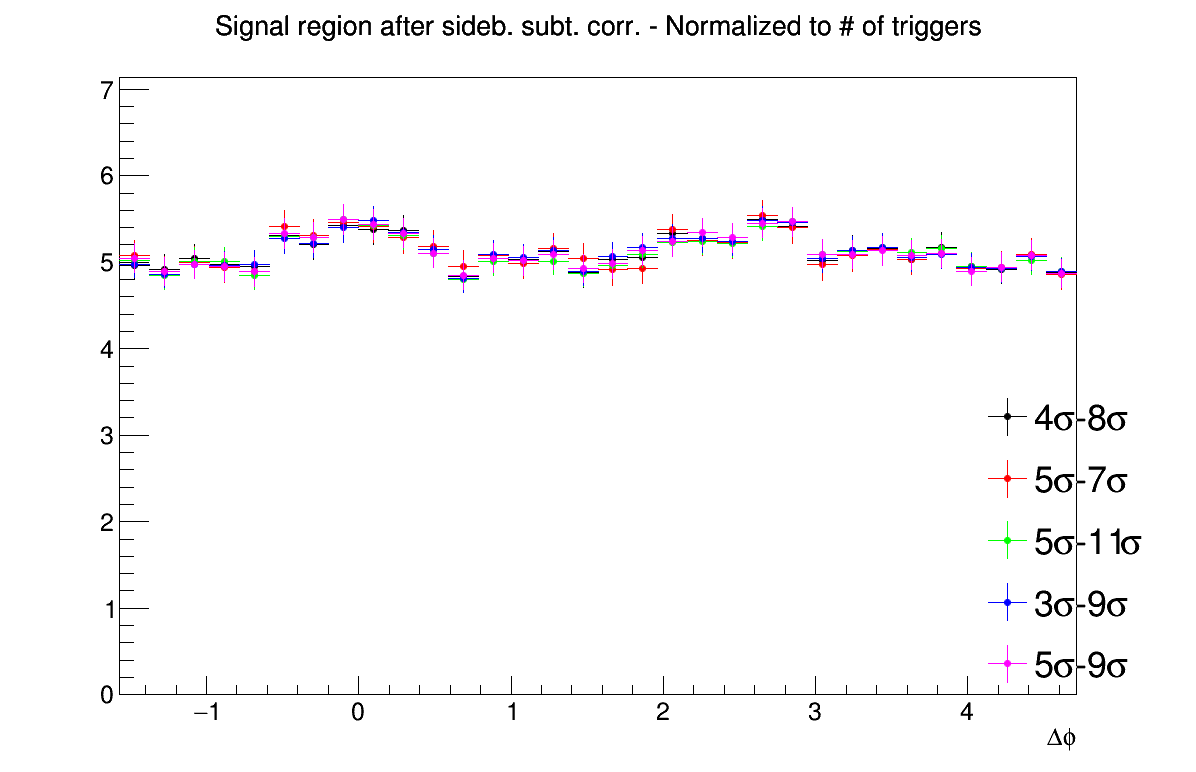 Signal region after sideb. subt. corr. - Normalized to # of triggers
7
6
5
4
3
2
1
0
4σ-8σ
5σ-7σ
5σ-11σ
3σ-9σ
5σ-9σ
−1 0 1 2 3 4
Δϕ